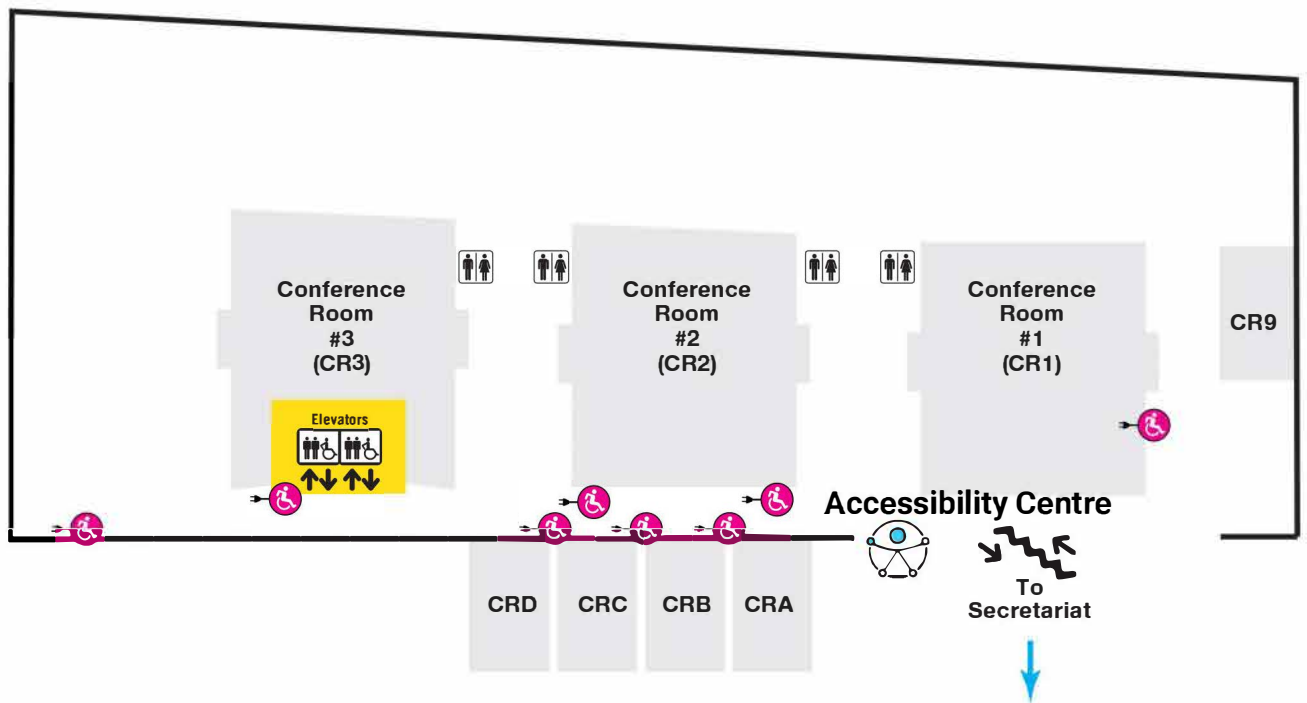 Conference
Room
#3
(CR3)
Conference
Room
#2
(CR2)
Conference
Room
#1
(CR1)
CR9
Elevators
Accessibility Centre
To
Secretariat
CRD
CRC
CRB
CRA